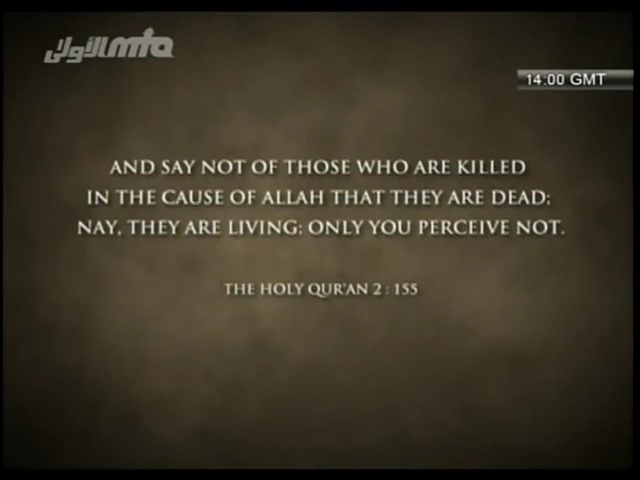 mta الأولى
14:00 GMT
AND SAY NOT OF THOSE WHO ARE KILLED
IN THE CAUSE OF ALLAH THAT THEY ARE DEAD;
NAY, THEY ARE LIVING; ONLY YOU PERCEIVE NOT.
THE HOLY QUR'AN 2 : 155